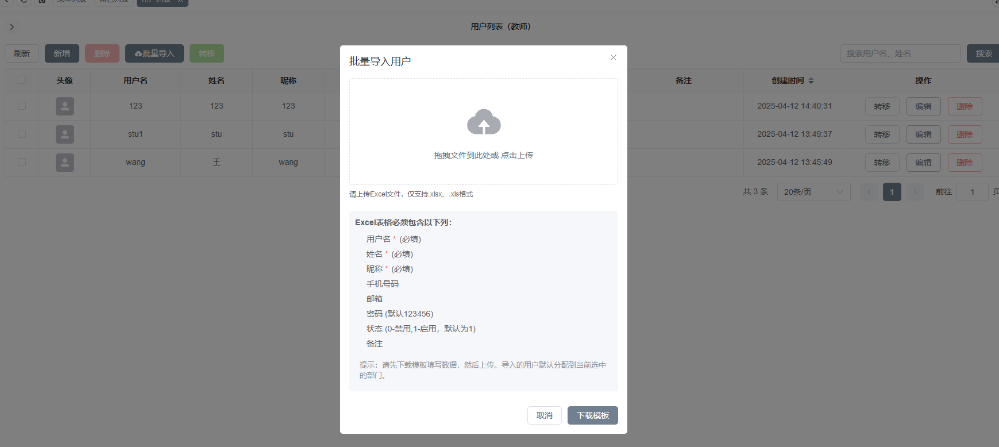 菜单列表 角色列表 用户列表
用户列表（教师）
刷新 新增 删除 批量导入 转移 搜索用户名、姓名 搜索
头像 用户名 姓名 昵称 备注 创建时间 操作
123 123 123 2025-04-12 14:40:31 转移 编辑 删除
stu1 stu stu 2025-04-12 13:49:37 转移 编辑 删除
wang 王 wang 2025-04-12 13:45:49 转移 编辑 删除
共 3 条 20条/页 1 前往 1 页
批量导入用户
拖拽文件到此处或 点击上传
请上传Excel文件，仅支持.xlsx、.xls格式
Excel表格必须包含以下列：
用户名 * (必填)
姓名 * (必填)
昵称 * (必填)
手机号码
邮箱
密码 (默认123456)
状态 (0-禁用,1-启用，默认为1)
备注
提示：请先下载模板填写数据，然后上传。导入的用户默认分配到当前选中
的部门。
取消 下载模板